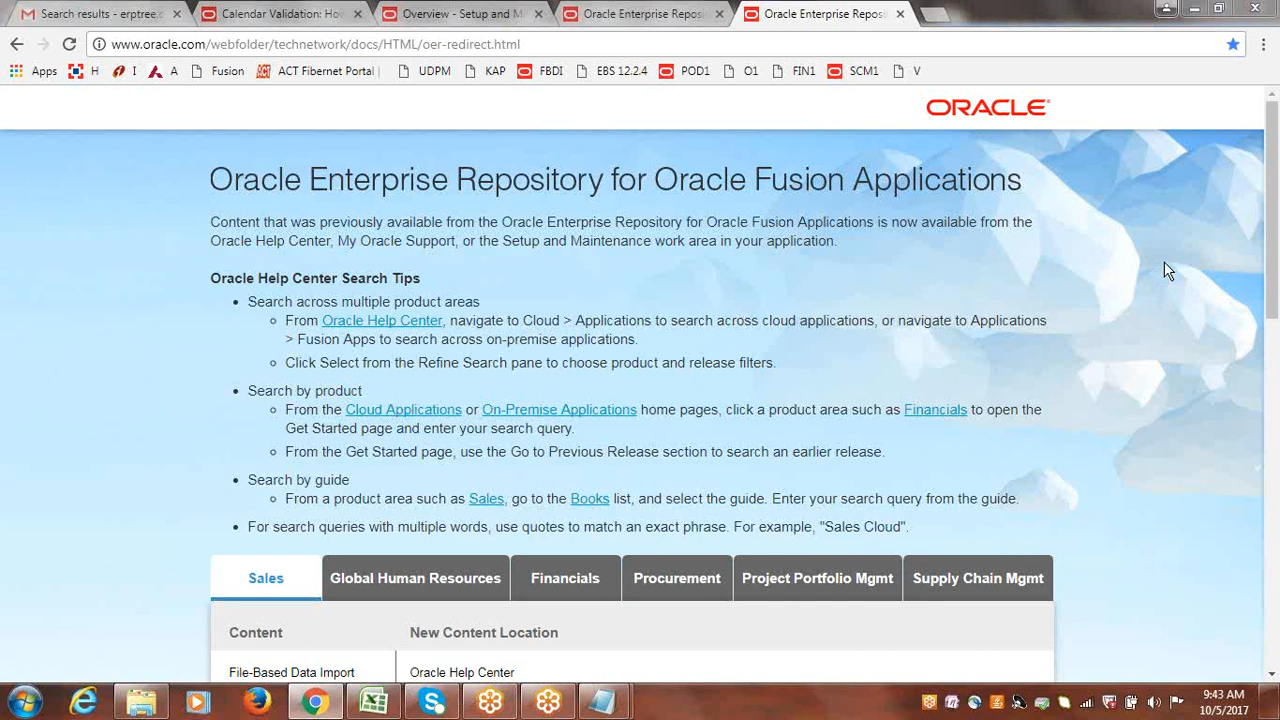 Search results - erptree.c
Calendar Validation: Ho
Overview - Setup and M
Oracle Enterprise Reposi
Oracle Enterprise Reposi
www.oracle.com/webfolder/technetwork/docs/HTML/oer-redirect.html
Apps H I A Fusion ACT Fibernet Portal UDPM KAP FBDI EBS 12.2.4 POD1 O1 FIN1 SCM1 V
ORACLE
Oracle Enterprise Repository for Oracle Fusion Applications
Content that was previously available from the Oracle Enterprise Repository for Oracle Fusion Applications is now available from the
Oracle Help Center, My Oracle Support, or the Setup and Maintenance work area in your application.
Oracle Help Center Search Tips
• Search across multiple product areas
◦ From Oracle Help Center, navigate to Cloud > Applications to search across cloud applications, or navigate to Applications
> Fusion Apps to search across on-premise applications.
◦ Click Select from the Refine Search pane to choose product and release filters.
• Search by product
◦ From the Cloud Applications or On-Premise Applications home pages, click a product area such as Financials to open the
Get Started page and enter your search query.
◦ From the Get Started page, use the Go to Previous Release section to search an earlier release.
• Search by guide
◦ From a product area such as Sales, go to the Books list, and select the guide. Enter your search query from the guide.
• For search queries with multiple words, use quotes to match an exact phrase. For example, "Sales Cloud".
Sales Global Human Resources Financials Procurement Project Portfolio Mgmt Supply Chain Mgmt
Content New Content Location
File-Based Data Import Oracle Help Center
9:43 AM
10/5/2017